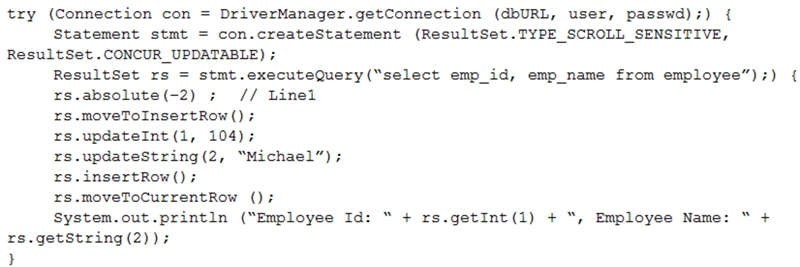 try (Connection con = DriverManager.getConnection (dbURL, user, passwd);) {
    Statement stmt = con.createStatement (ResultSet.TYPE_SCROLL_SENSITIVE,
ResultSet.CONCUR_UPDATABLE);
    ResultSet rs = stmt.executeQuery(“select emp_id, emp_name from employee”);) {
    rs.absolute(-2) ;  // Line1
    rs.moveToInsertRow();
    rs.updateInt(1, 104);
    rs.updateString(2, “Michael”);
    rs.insertRow();
    rs.moveToCurrentRow ();
    System.out.println (“Employee Id: “ + rs.getInt(1) + “, Employee Name: “ +
rs.getString(2));
}